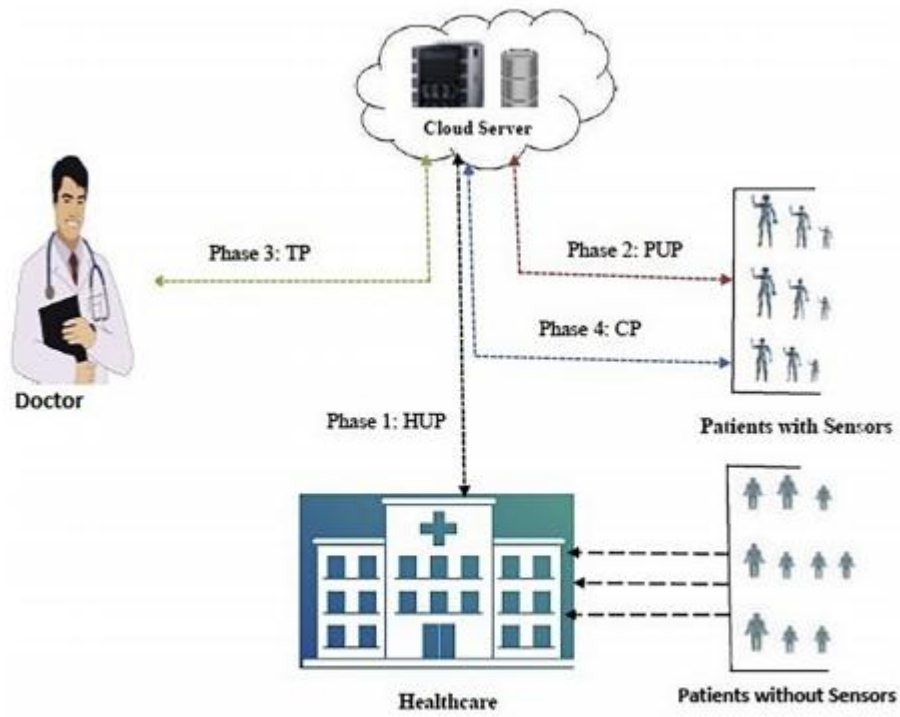 Cloud Server
Phase 3: TP
Phase 2: PUP
Phase 4: CP
Doctor
Phase 1: HUP
Patients with Sensors
Healthcare
Patients without Sensors